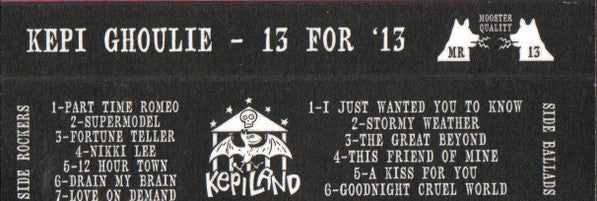 KEPI GHOULIE - 13 FOR '13
MOOSTER
QUALITY
MR 13
SIDE ROCKERS
1-PART TIME ROMEO
2-SUPERMODEL
3-FORTUNE TELLER
4-NIKKI LEE
5-12 HOUR TOWN
6-DRAIN MY BRAIN
7-LOVE ON DEMAND
KEPILAND
1-I JUST WANTED YOU TO KNOW
2-STORMY WEATHER
3-THE GREAT BEYOND
4-THIS FRIEND OF MINE
5-A KISS FOR YOU
6-GOODNIGHT CRUEL WORLD
SIDE BALLADS